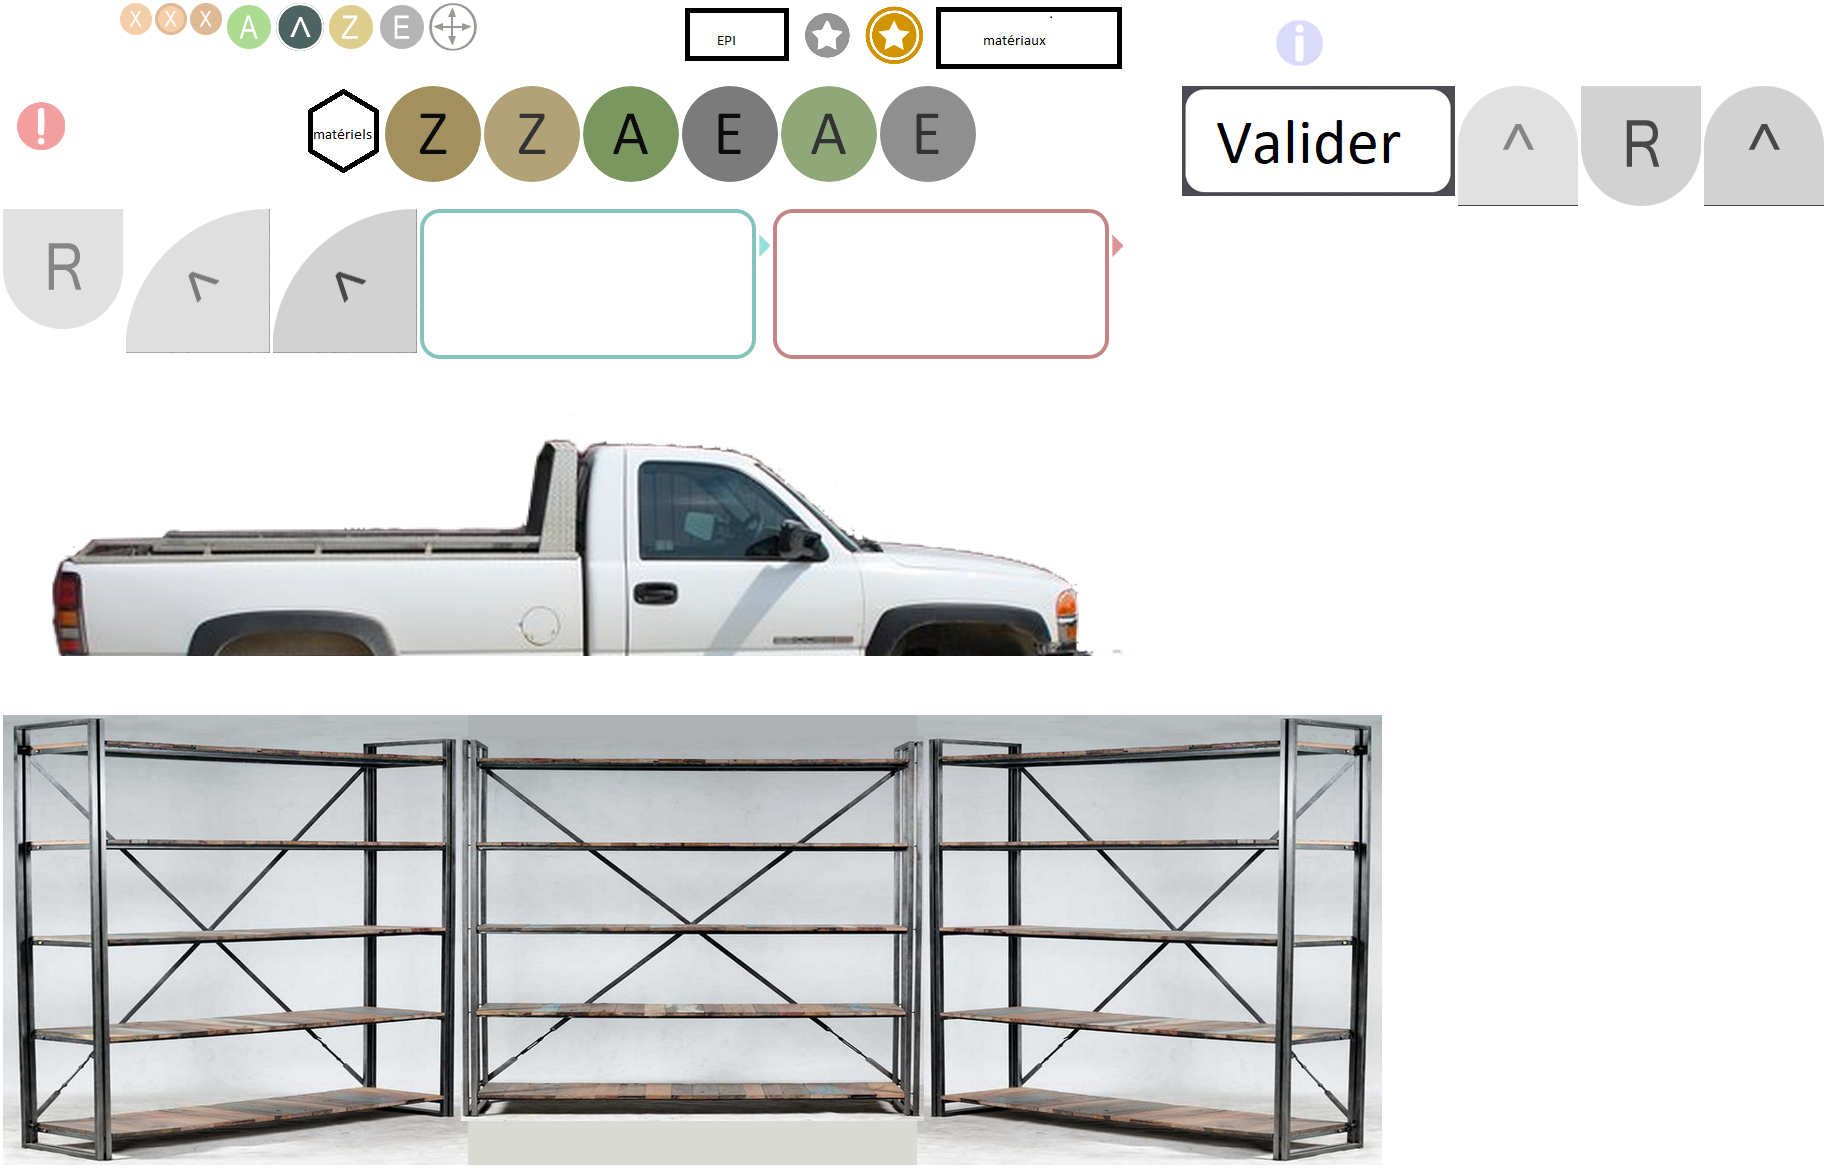 X X X A Λ Z E
EPI
matériaux
i
!
matériels
Z Z A E A E
Valider
^ R ^
R ^ ^